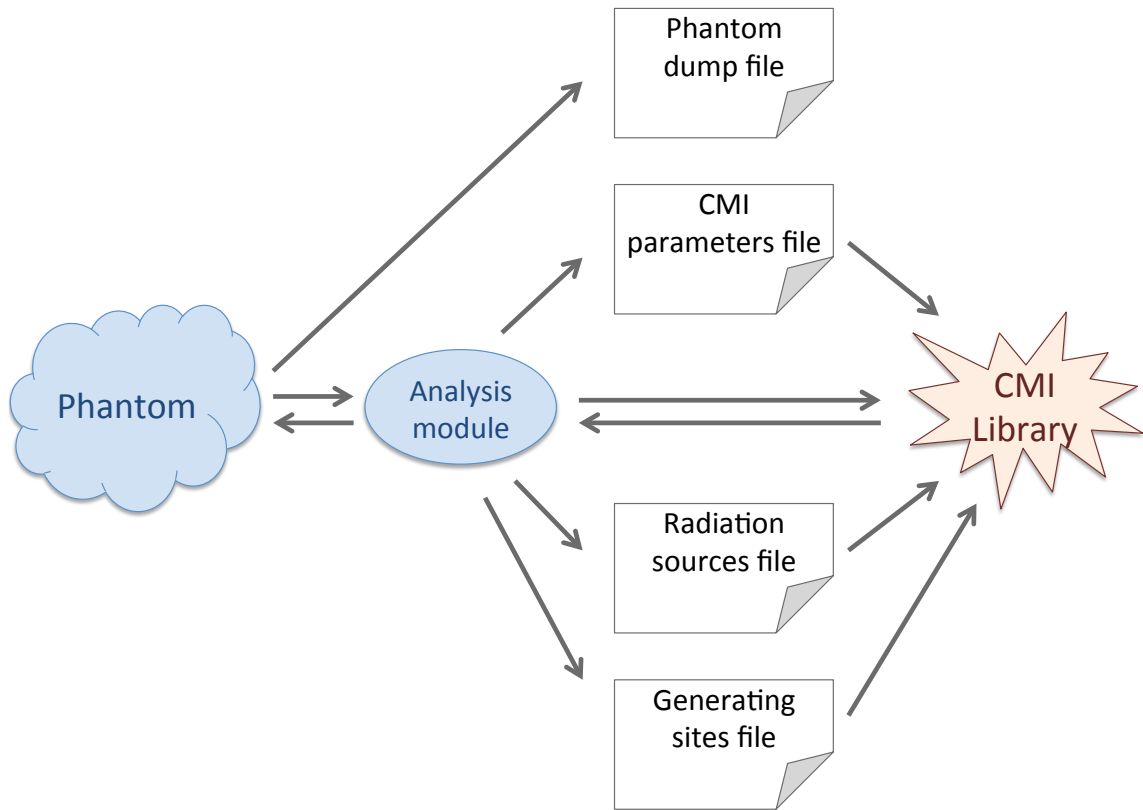 Phantom
dump file
CMI
parameters file
Phantom
Analysis
module
CMI
Library
Radiation
sources file
Generating
sites file